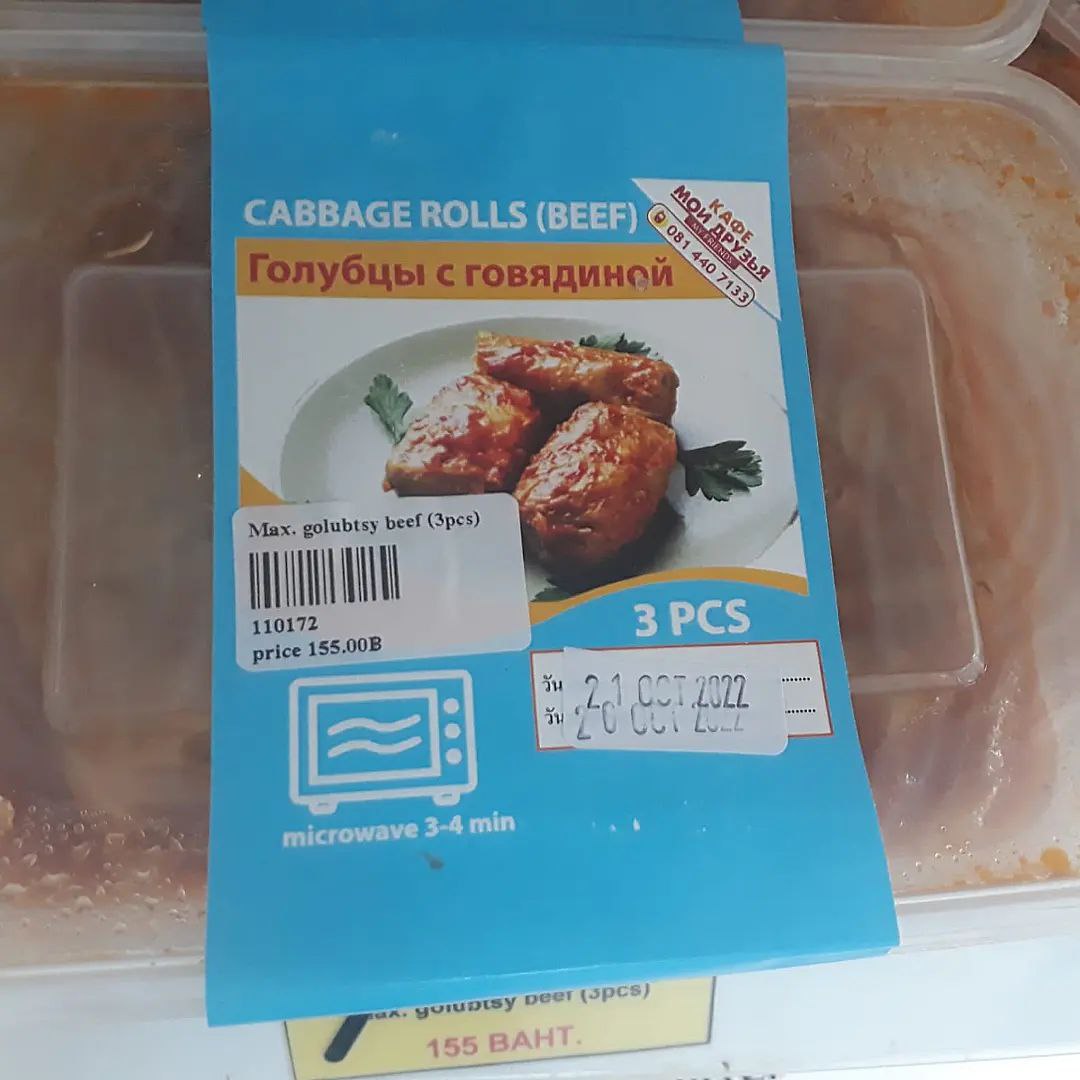 CABBAGE ROLLS (BEEF)
КАФЕ
МОИ ДРУЗЬЯ
MY FRIENDS
081 440 7133
Голубцы с говядиной
Max. golubtsy beef (3pcs)
110172
price 155.00B
3 PCS
วัน 21 OCT 2022
วัน 20 OCT 2022
microwave 3-4 min
golubtsy beef (3pcs)
155 BAHT.